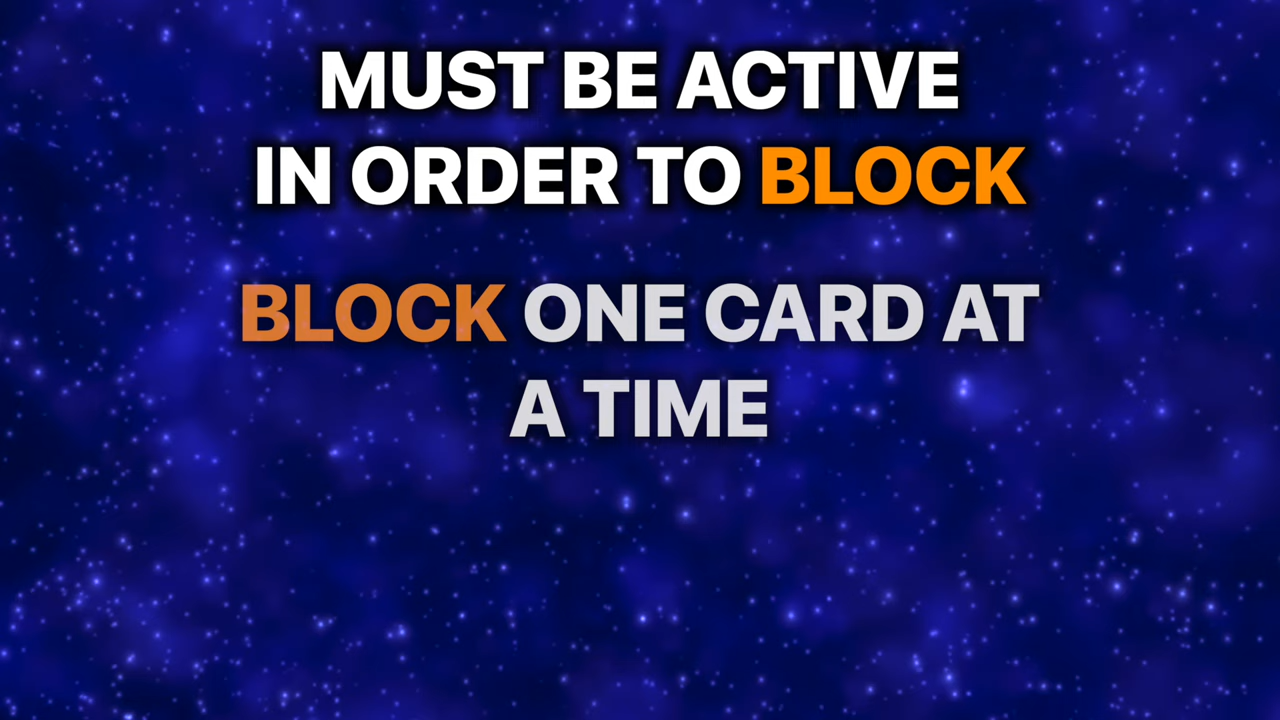 MUST BE ACTIVE
IN ORDER TO BLOCK
BLOCK ONE CARD AT
A TIME